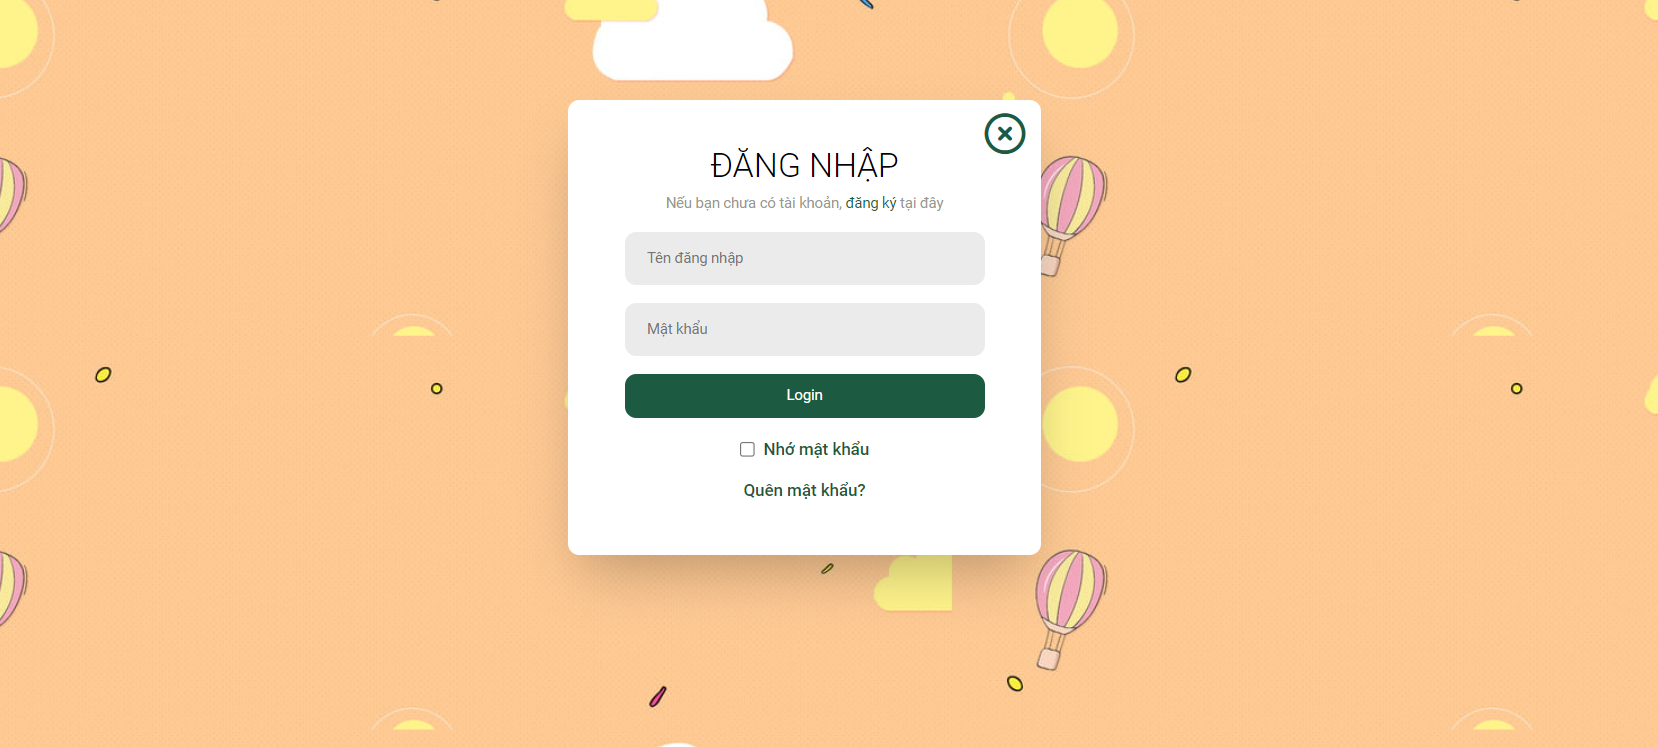 ĐĂNG NHẬP
Nếu bạn chưa có tài khoản, đăng ký tại đây
Tên đăng nhập
Mật khẩu
Login
Nhớ mật khẩu
Quên mật khẩu?